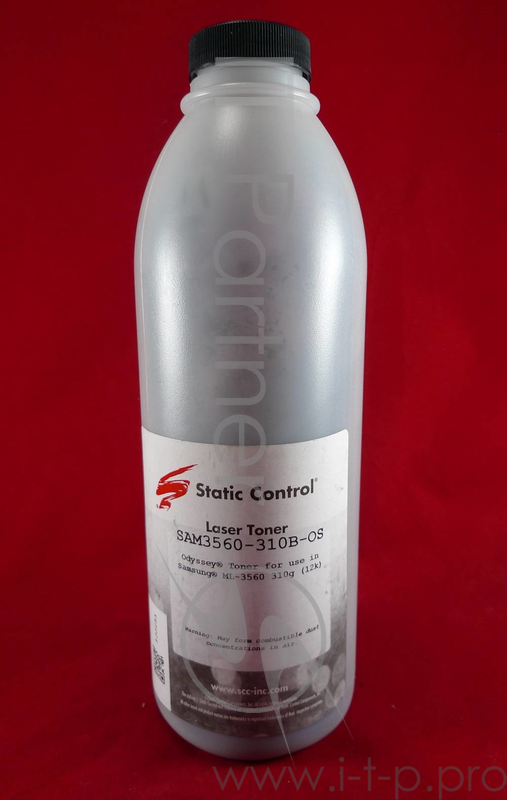 Partner
Static Control®
Laser Toner
SAM3560-310B-OS
Odyssey® Toner for use in
Samsung® ML-3560 310g (12k)
Warning: May form combustible dust
concentrations in air.
www.scc-inc.com
www.i-t-p.pro